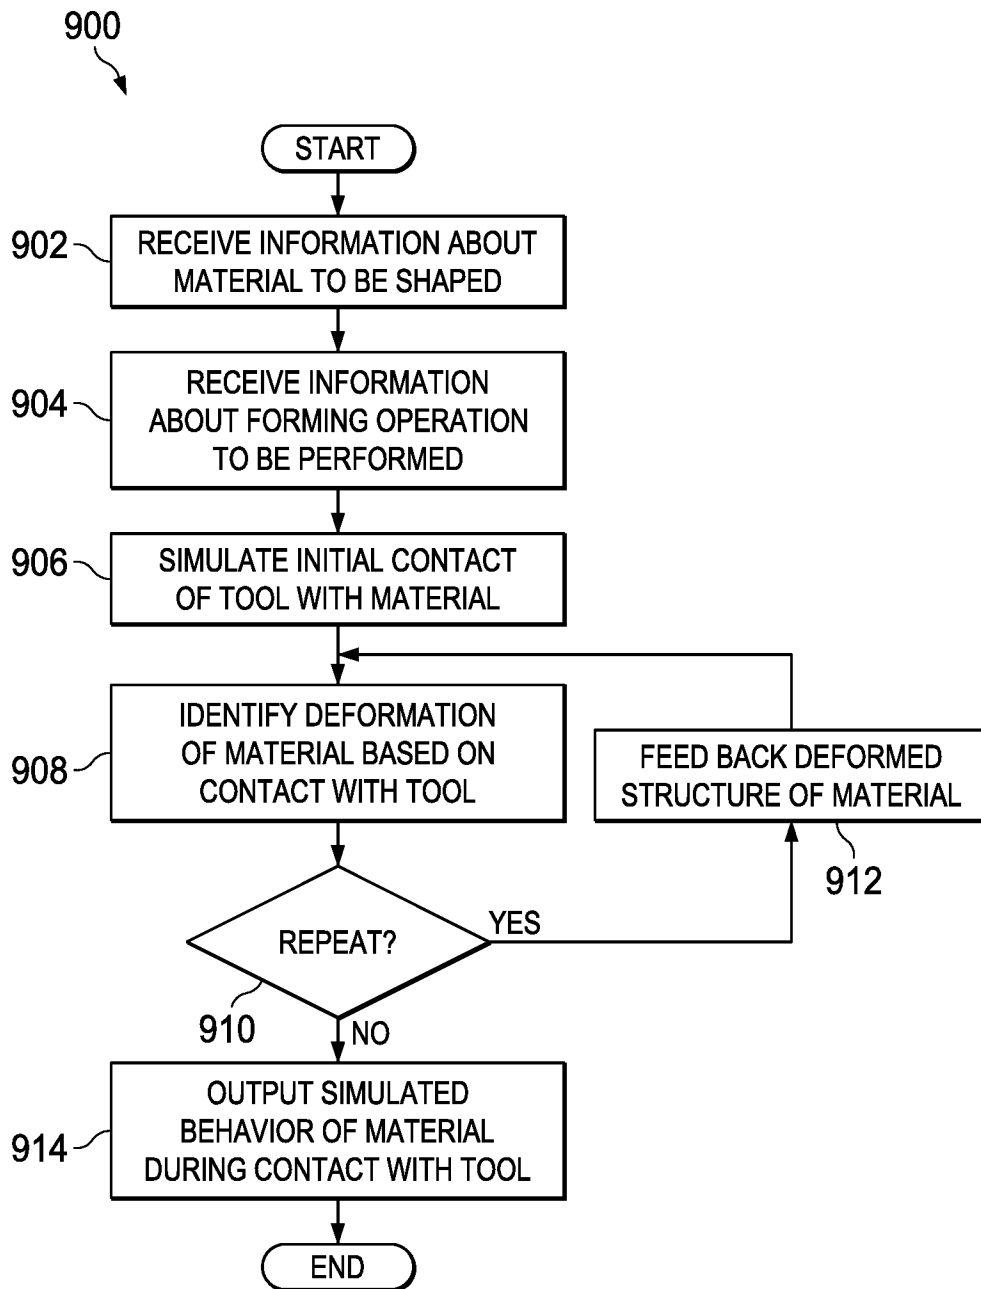 900
START
902
RECEIVE INFORMATION ABOUT
MATERIAL TO BE SHAPED
904
RECEIVE INFORMATION
ABOUT FORMING OPERATION
TO BE PERFORMED
906
SIMULATE INITIAL CONTACT
OF TOOL WITH MATERIAL
908
IDENTIFY DEFORMATION
OF MATERIAL BASED ON
CONTACT WITH TOOL
FEED BACK DEFORMED
STRUCTURE OF MATERIAL
912
REPEAT?
YES
910
NO
914
OUTPUT SIMULATED
BEHAVIOR OF MATERIAL
DURING CONTACT WITH TOOL
END